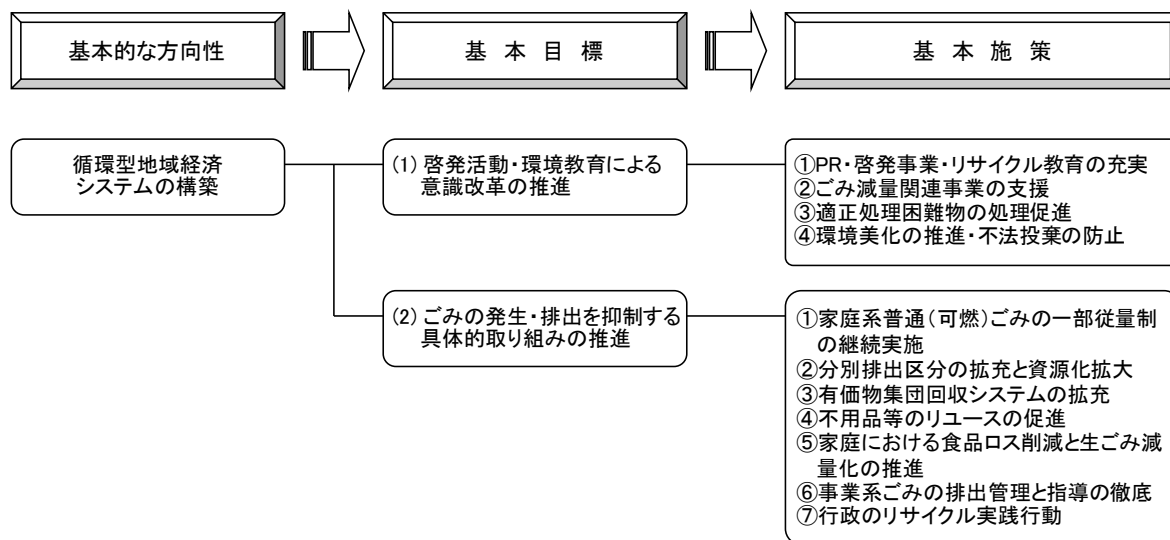 基本的な方向性
基本目標
基本施策
循環型地域経済
システムの構築
(1) 啓発活動・環境教育による
意識改革の推進
①PR・啓発事業・リサイクル教育の充実
②ごみ減量関連事業の支援
③適正処理困難物の処理促進
④環境美化の推進・不法投棄の防止
(2) ごみの発生・排出を抑制する
具体的取り組みの推進
①家庭系普通(可燃)ごみの一部従量制
の継続実施
②分別排出区分の拡充と資源化拡大
③有価物集団回収システムの拡充
④不用品等のリユースの促進
⑤家庭における食品ロス削減と生ごみ減
量化の推進
⑥事業系ごみの排出管理と指導の徹底
⑦行政のリサイクル実践行動